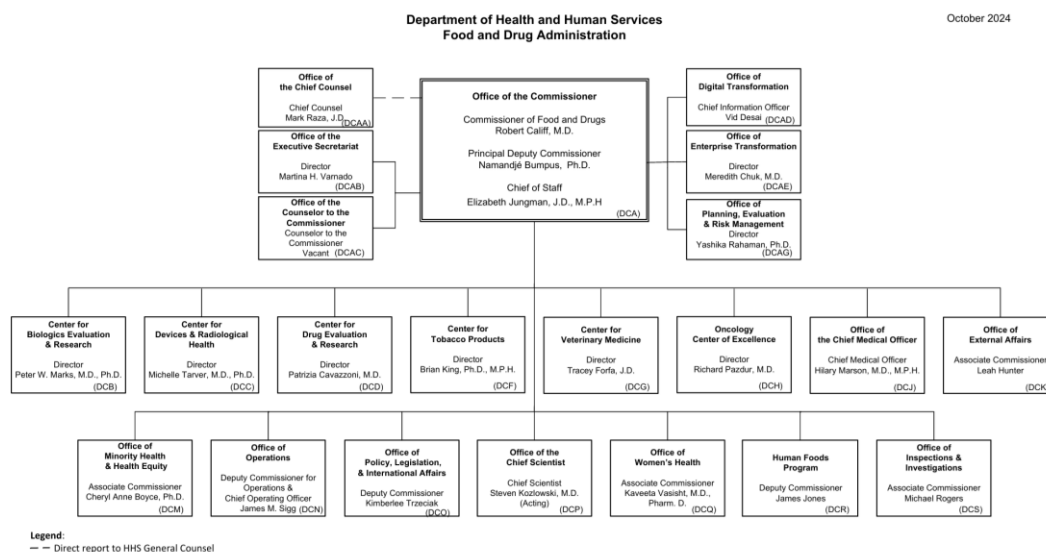 Department of Health and Human Services
Food and Drug Administration
October 2024
Office of
the Chief Counsel
Chief Counsel
Mark Raza, J.D.
(DCAA)
Office of the
Executive Secretariat
Director
Martina H. Varnado
(DCAB)
Office of the
Counselor to the
Commissioner
Counselor to the
Commissioner
Vacant (DCAC)
Office of the Commissioner
Commissioner of Food and Drugs
Robert Califf, M.D.
Principal Deputy Commissioner
Namandjé Bumpus, Ph.D.
Chief of Staff
Elizabeth Jungman, J.D., M.P.H
(DCA)
Office of
Digital Transformation
Chief Information Officer
Vid Desai (DCAD)
Office of
Enterprise Transformation
Director
Meredith Chuk, M.D.
(DCAE)
Office of
Planning, Evaluation
& Risk Management
Director
Yashika Rahaman, Ph.D.
(DCAG)
Center for
Biologics Evaluation
& Research
Director
Peter W. Marks, M.D., Ph.D.
(DCB)
Center for
Devices & Radiological
Health
Director
Michelle Tarver, M.D., Ph.D.
(DCC)
Center for
Drug Evaluation
& Research
Director
Patrizia Cavazzoni, M.D.
(DCD)
Center for
Tobacco Products
Director
Brian King, Ph.D., M.P.H.
(DCF)
Center for
Veterinary Medicine
Director
Tracey Forfa, J.D.
(DCG)
Oncology
Center of Excellence
Director
Richard Pazdur, M.D.
(DCH)
Office of
the Chief Medical Officer
Chief Medical Officer
Hilary Marson, M.D., M.P.H.
(DCJ)
Office of
External Affairs
Associate Commissioner
Leah Hunter
(DCK)
Office of
Minority Health
& Health Equity
Associate Commissioner
Cheryl Anne Boyce, Ph.D.
(DCM)
Office of
Operations
Deputy Commissioner for
Operations &
Chief Operating Officer
James M. Sigg (DCN)
Office of
Policy, Legislation,
& International Affairs
Deputy Commissioner
Kimberlee Trzeciak
(DCO)
Office of the
Chief Scientist
Chief Scientist
Steven Kozlowski, M.D.
(Acting)
(DCP)
Office of
Women's Health
Associate Commissioner
Kaveeta Vasisht, M.D.,
Pharm. D.
(DCQ)
Human Foods
Program
Deputy Commissioner
James Jones
(DCR)
Office of
Inspections &
Investigations
Associate Commissioner
Michael Rogers
(DCS)
Legend:
Direct report to HHS General Counsel